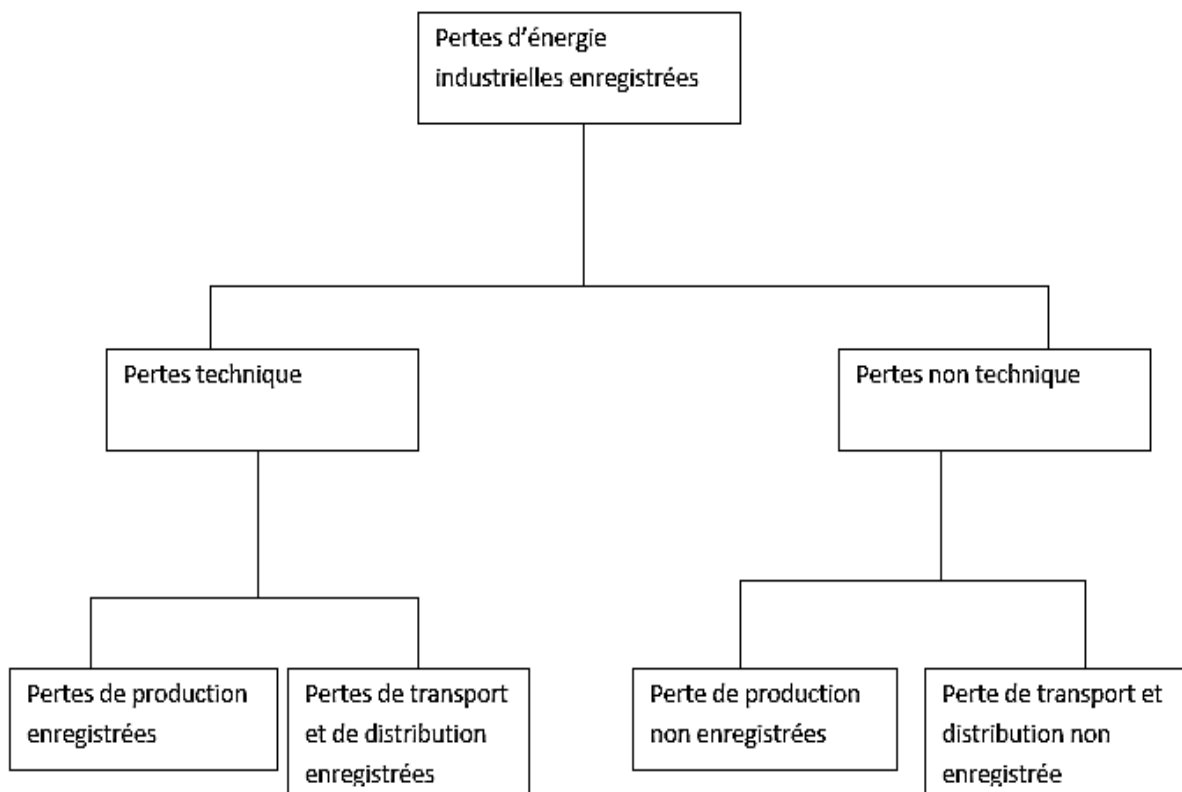 Pertes d’énergie
industrielles enregistrées
Pertes technique
Pertes non technique
Pertes de production
enregistrées
Pertes de transport
et de distribution
enregistrées
Perte de production
non enregistrées
Perte de transport et
distribution non
enregistrée